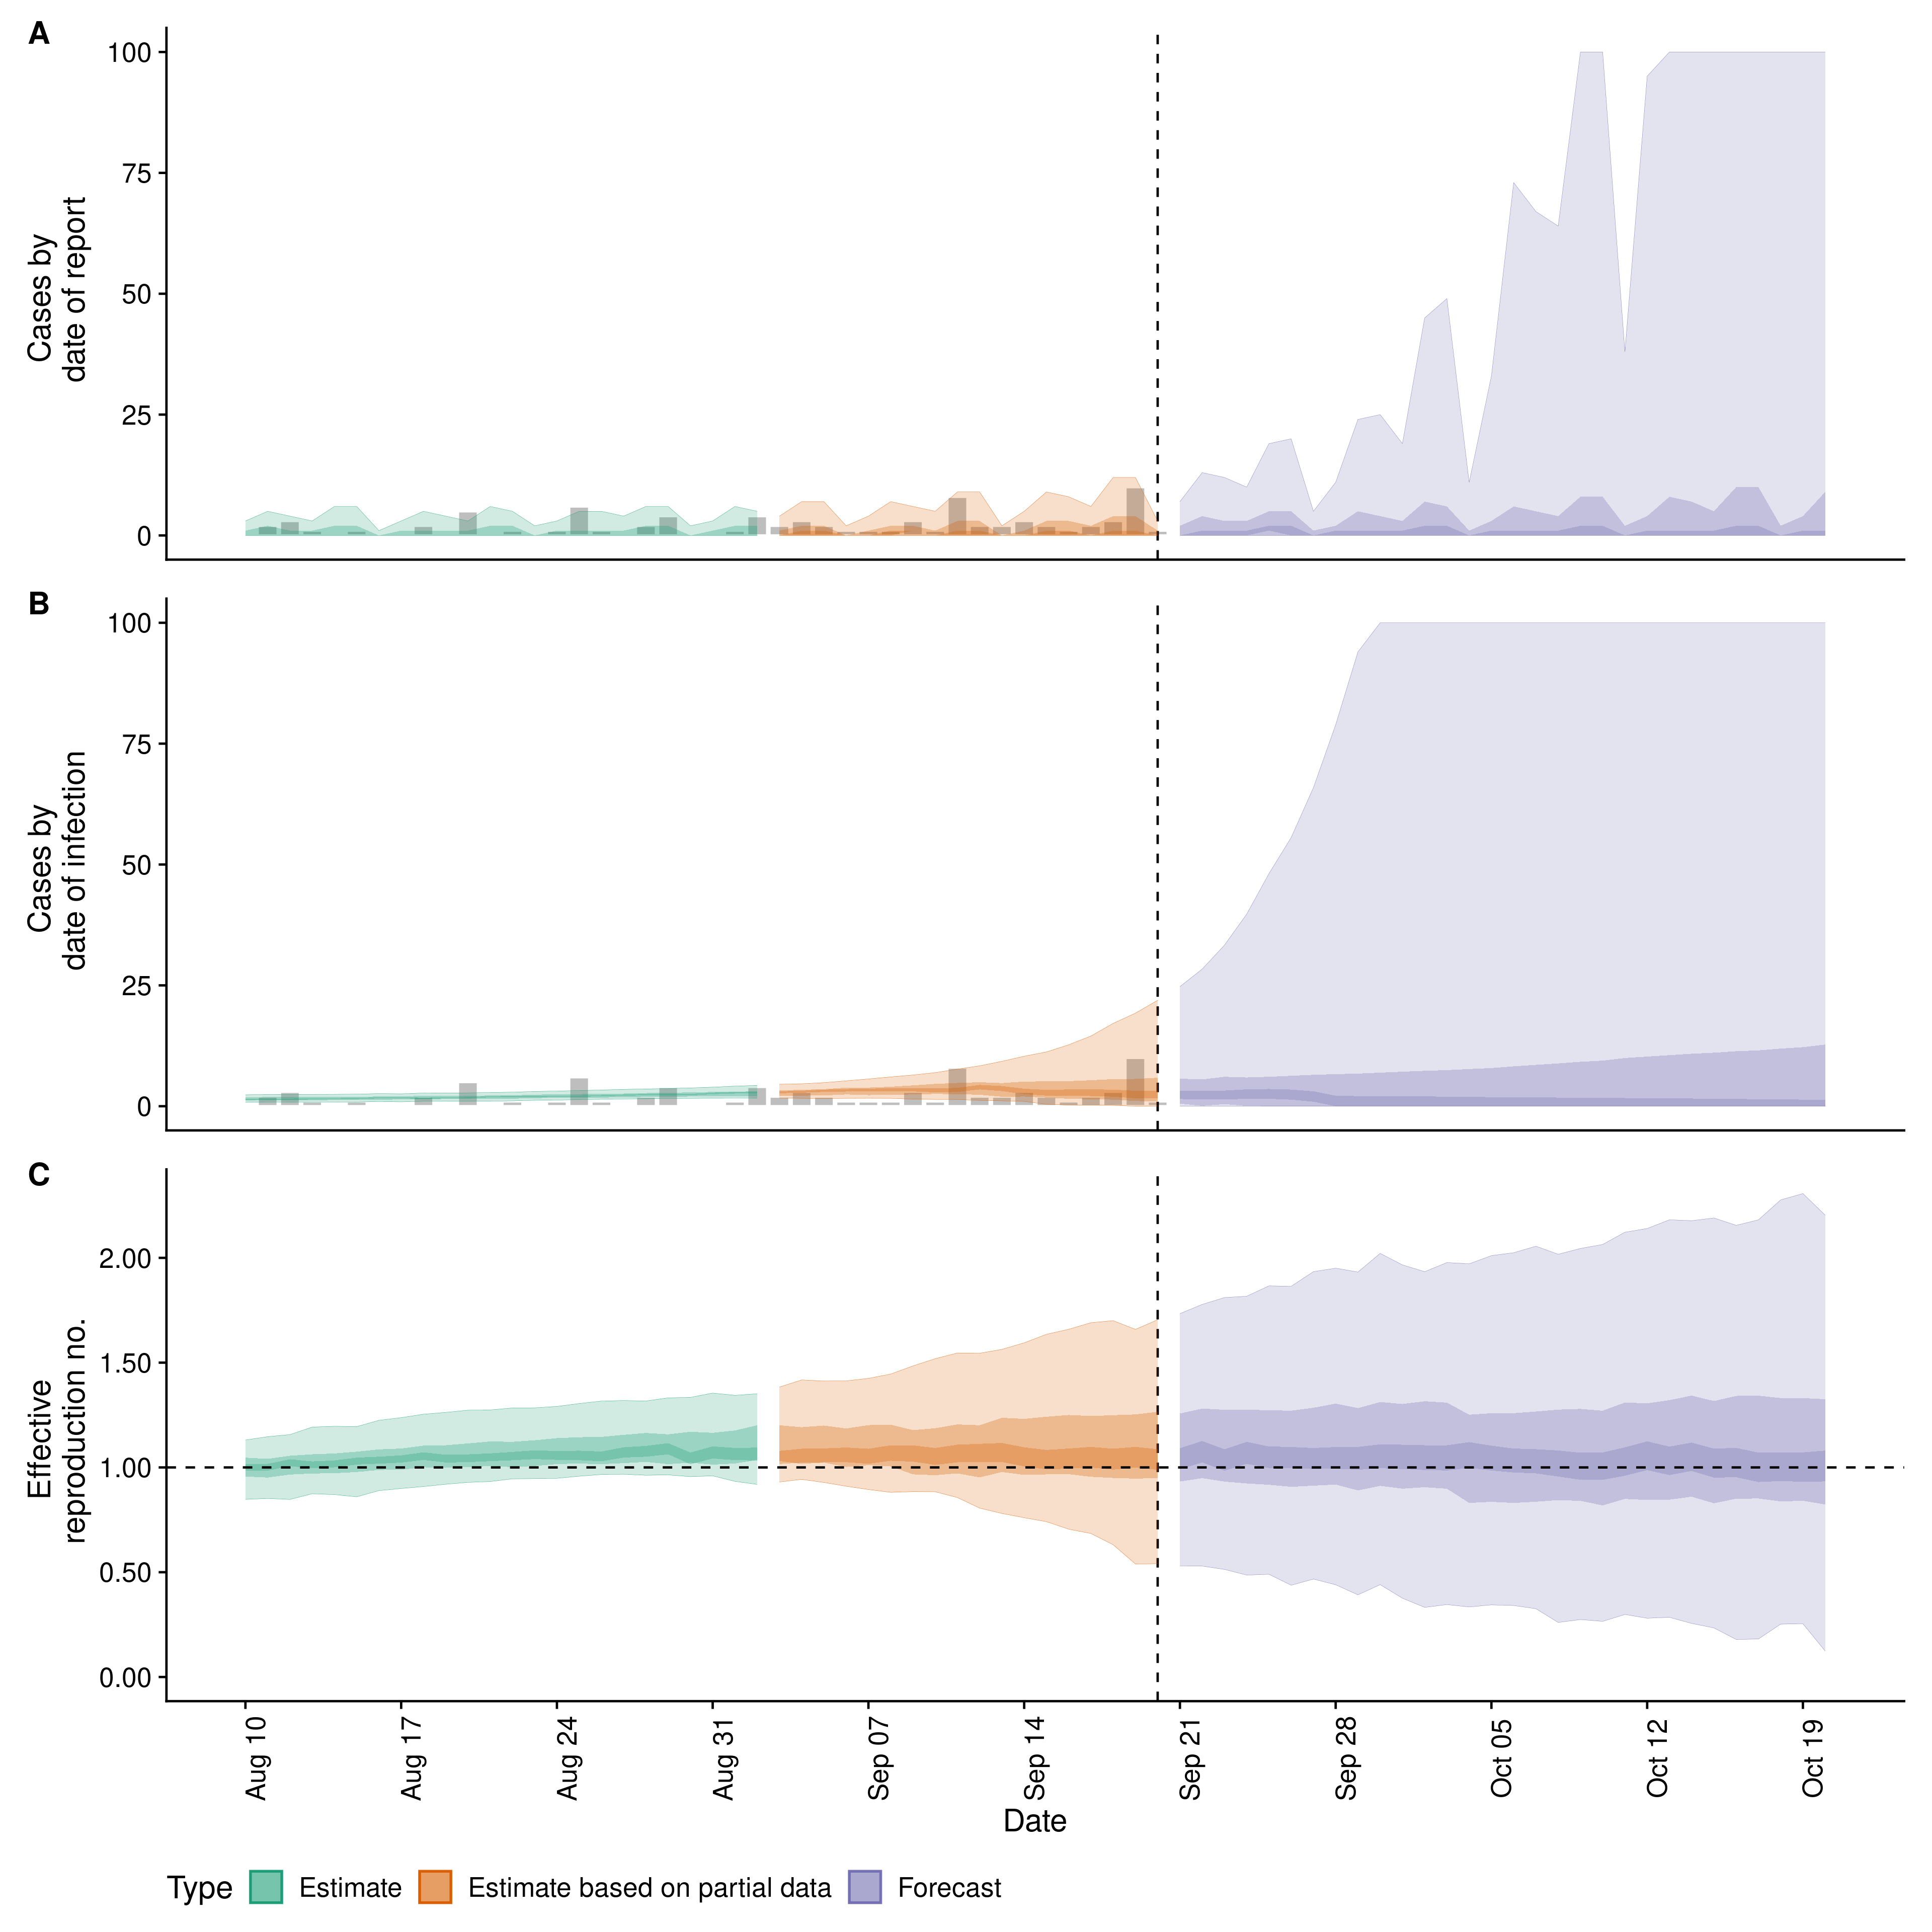 A
100
75
50
25
0
Cases by
date of report
B
100
75
50
25
0
Cases by
date of infection
C
2.00
1.50
1.00
0.50
0.00
Effective
reproduction no.
Aug 10
Aug 17
Aug 24
Aug 31
Sep 07
Sep 14
Sep 21
Sep 28
Oct 05
Oct 12
Oct 19
Date
Type Estimate Estimate based on partial data Forecast